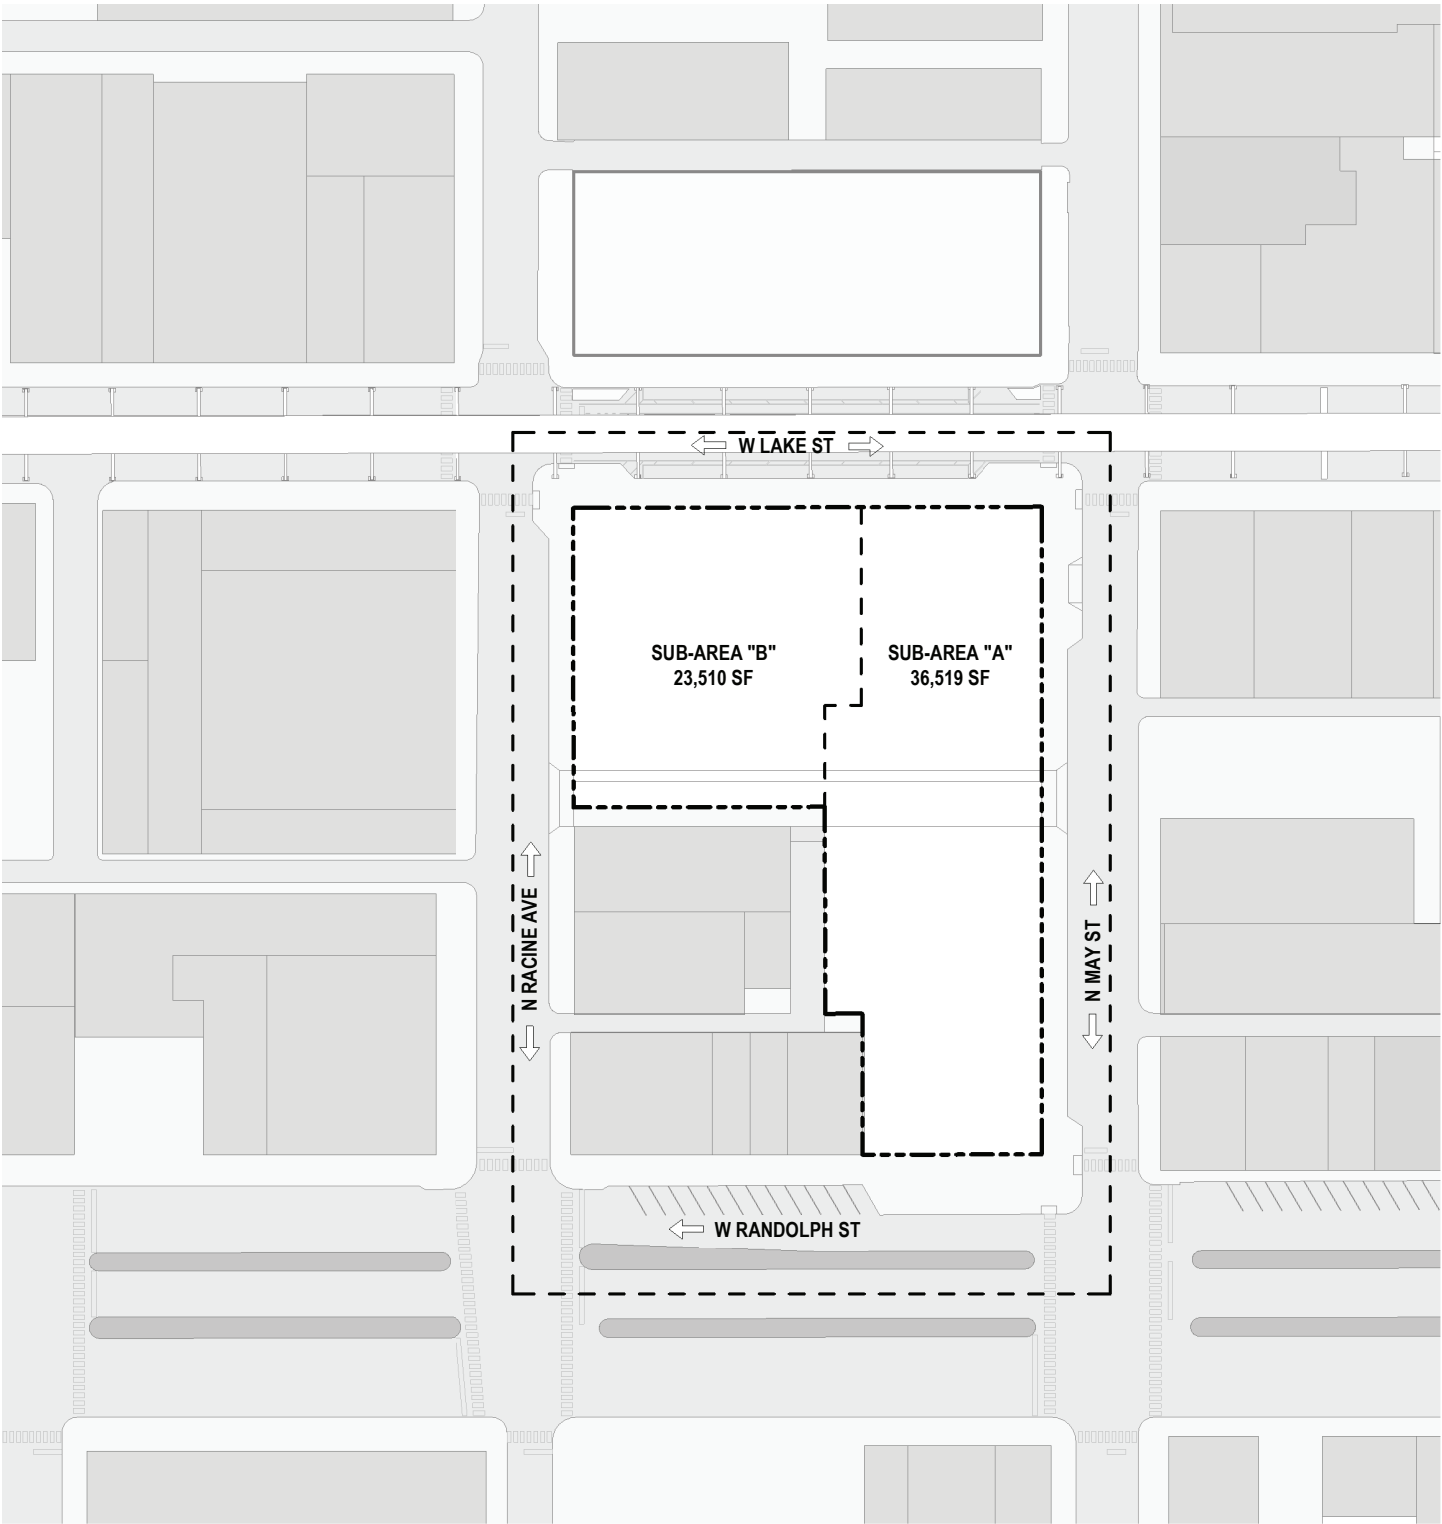 W LAKE ST
SUB-AREA "B"
23,510 SF
SUB-AREA "A"
36,519 SF
N RACINE AVE
N MAY ST
W RANDOLPH ST